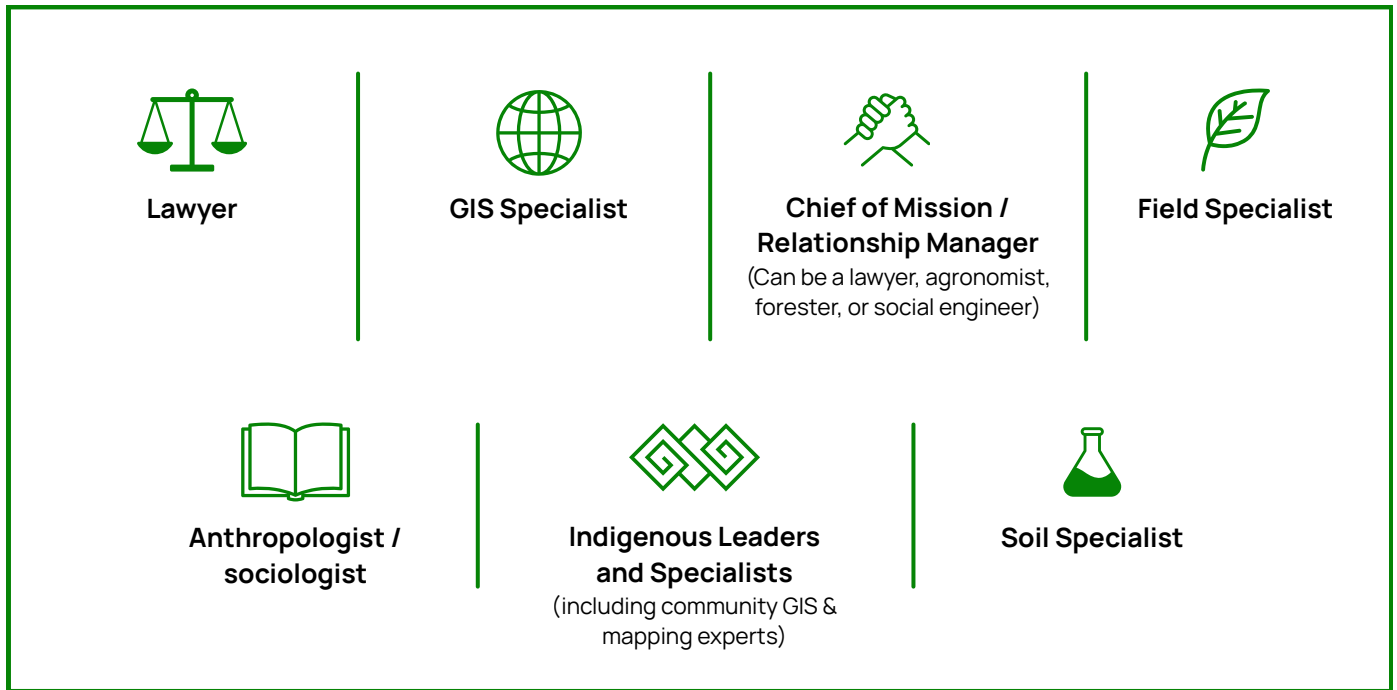 Lawyer
GIS Specialist
Chief of Mission /
Relationship Manager
(Can be a lawyer, agronomist,
forester, or social engineer)
Field Specialist
Anthropologist /
sociologist
Indigenous Leaders
and Specialists
(including community GIS &
mapping experts)
Soil Specialist